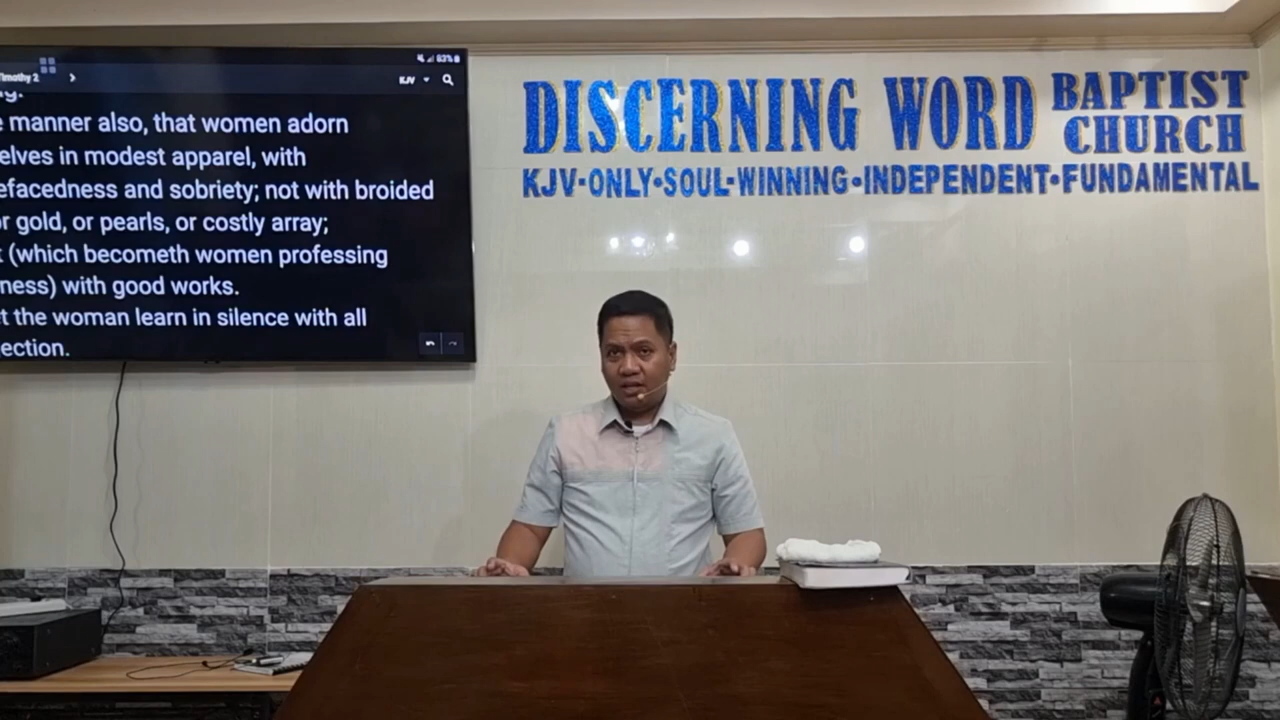 83%
Timothy 2 KJV
manner also, that women adorn
elves in modest apparel, with
efacedness and sobriety; not with broided
r gold, or pearls, or costly array;
(which becometh women professing
ness) with good works.
t the woman learn in silence with all
ection.
DISCERNING WORD BAPTIST
CHURCH
KJV-ONLY•SOUL-WINNING•INDEPENDENT•FUNDAMENTAL